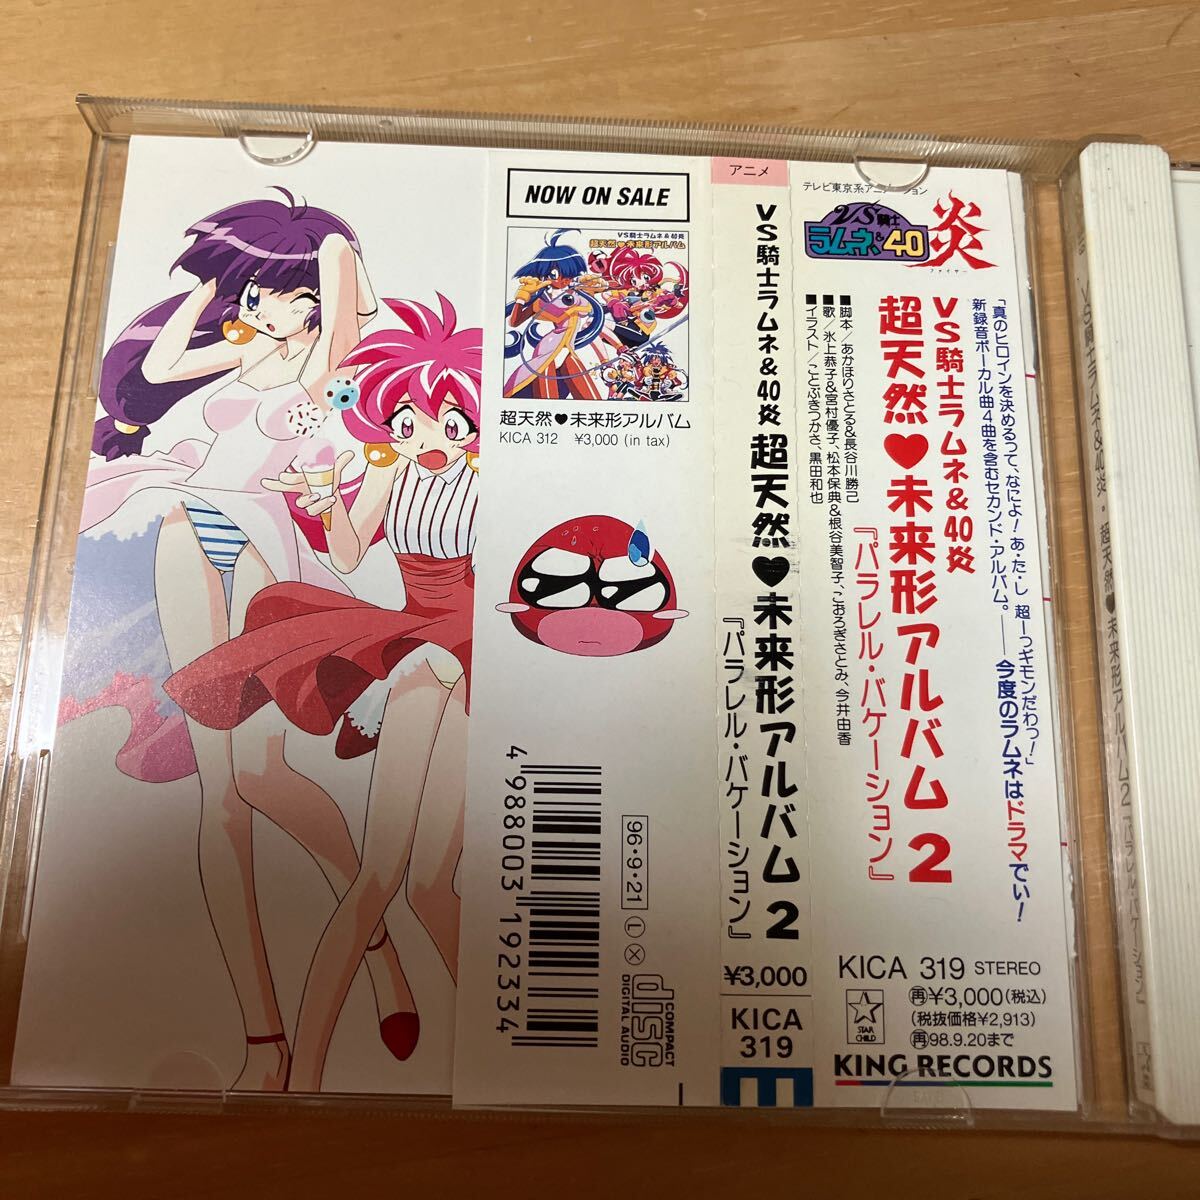 NOW ON SALE
VS騎士ラムネ&40炎
超天然♥未来形アルバム
超天然♥未来形アルバム
KICA 312 ¥3,000 (in tax)
4988003192334
96・9・21 Ⓛ Ⓧ
COMPACT
disc
DIGITAL AUDIO
アニメ
VS騎士ラムネ&40炎 超天然♥未来形アルバム2
『パラレル・バケーション』
¥3,000
KICA
319
テレビ東京系アニメーション
VS騎士
ラムネ&40
炎
ファイヤー
「真のヒロインを決めるって、なによ！あ・た・し 超ーっギモンだわっ！」
新録音ボーカル曲4曲を含むセカンド・アルバム。――今度のラムネはドラマでい！
VS騎士ラムネ&40炎
超天然♥未来形アルバム2
『パラレル・バケーション』
■脚本／あかほりさとる&長谷川勝己
■歌／氷上恭子&宮村優子、松本保典&根谷美智子、こおろぎさとみ、今井由香
■イラスト／ことぶきつかさ、黒田和也
KICA 319 STEREO
STAR
CHILD
㊢¥3,000(税込)
(税抜価格¥2,913)
98.9.20まで
KING RECORDS
VS騎士ラムネ&40炎・超天然♥未来形アルバム2『パラレル・バケーション』